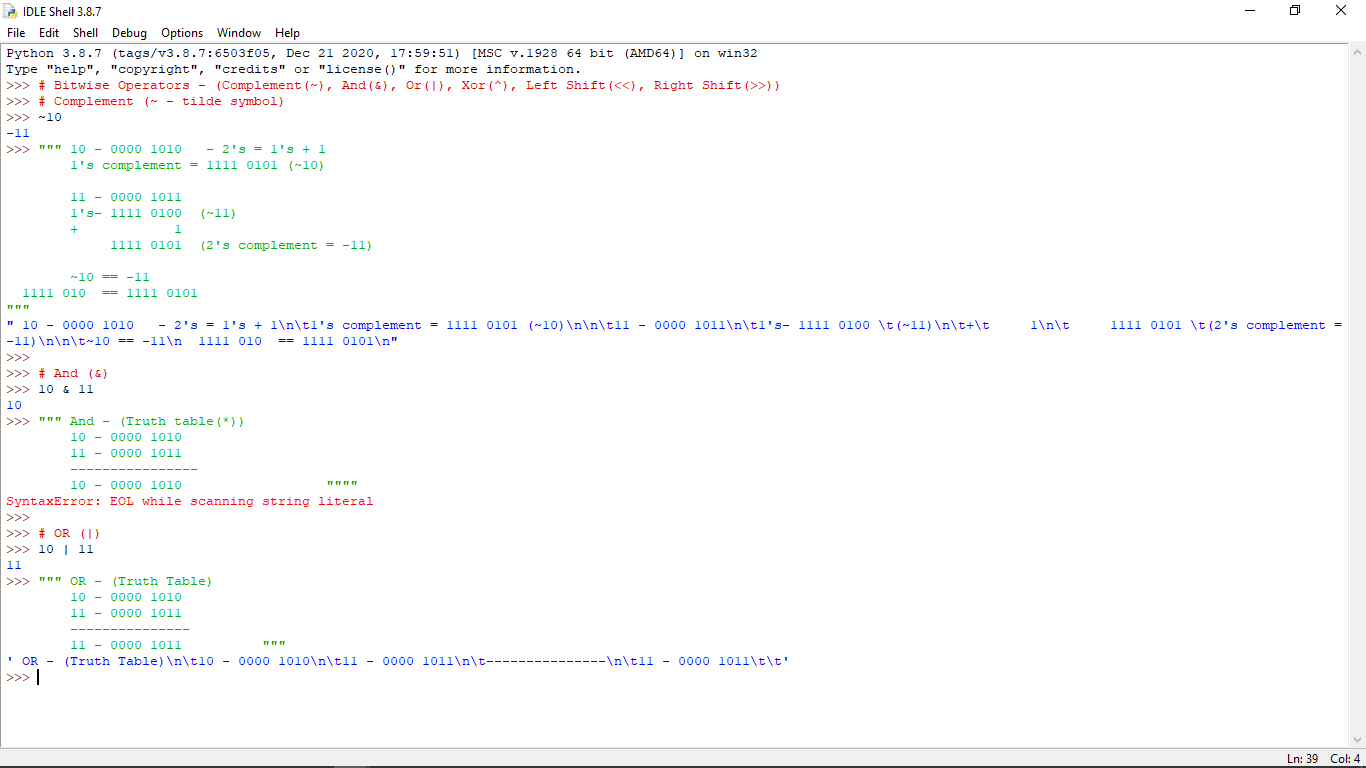 IDLE Shell 3.8.7
File Edit Shell Debug Options Window Help
Python 3.8.7 (tags/v3.8.7:6503f05, Dec 21 2020, 17:59:51) [MSC v.1928 64 bit (AMD64)] on win32
Type "help", "copyright", "credits" or "license()" for more information.
>>> # Bitwise Operators - (Complement(~), And(&), Or(|), Xor(^), Left Shift(<<), Right Shift(>>))
>>> # Complement (~ - tilde symbol)
>>> ~10
-11
>>> """ 10 - 0000 1010   - 2's = 1's + 1
        1's complement = 1111 0101 (~10)

        11 - 0000 1011
        1's- 1111 0100  (~11)
        +            1
             1111 0101  (2's complement = -11)

        ~10 == -11
  1111 010  == 1111 0101
"""
" 10 - 0000 1010   - 2's = 1's + 1\n\t1's complement = 1111 0101 (~10)\n\n\t11 - 0000 1011\n\t1's- 1111 0100 \t(~11)\n\t+\t     1\n\t     1111 0101 \t(2's complement =
-11)\n\n\t~10 == -11\n  1111 010  == 1111 0101\n"
>>>
>>> # And (&)
>>> 10 & 11
10
>>> """ And - (Truth table(*))
        10 - 0000 1010
        11 - 0000 1011
        ----------------
        10 - 0000 1010                  """"
SyntaxError: EOL while scanning string literal
>>>
>>> # OR (|)
>>> 10 | 11
11
>>> """ OR - (Truth Table)
        10 - 0000 1010
        11 - 0000 1011
        ---------------
        11 - 0000 1011          """
' OR - (Truth Table)\n\t10 - 0000 1010\n\t11 - 0000 1011\n\t---------------\n\t11 - 0000 1011\t\t'
>>>
Ln: 39 Col: 4